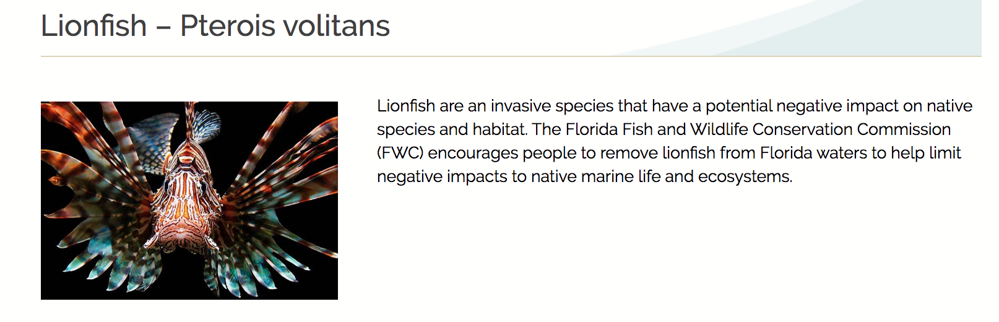 Lionfish – Pterois volitans
Lionfish are an invasive species that have a potential negative impact on native
species and habitat. The Florida Fish and Wildlife Conservation Commission
(FWC) encourages people to remove lionfish from Florida waters to help limit
negative impacts to native marine life and ecosystems.